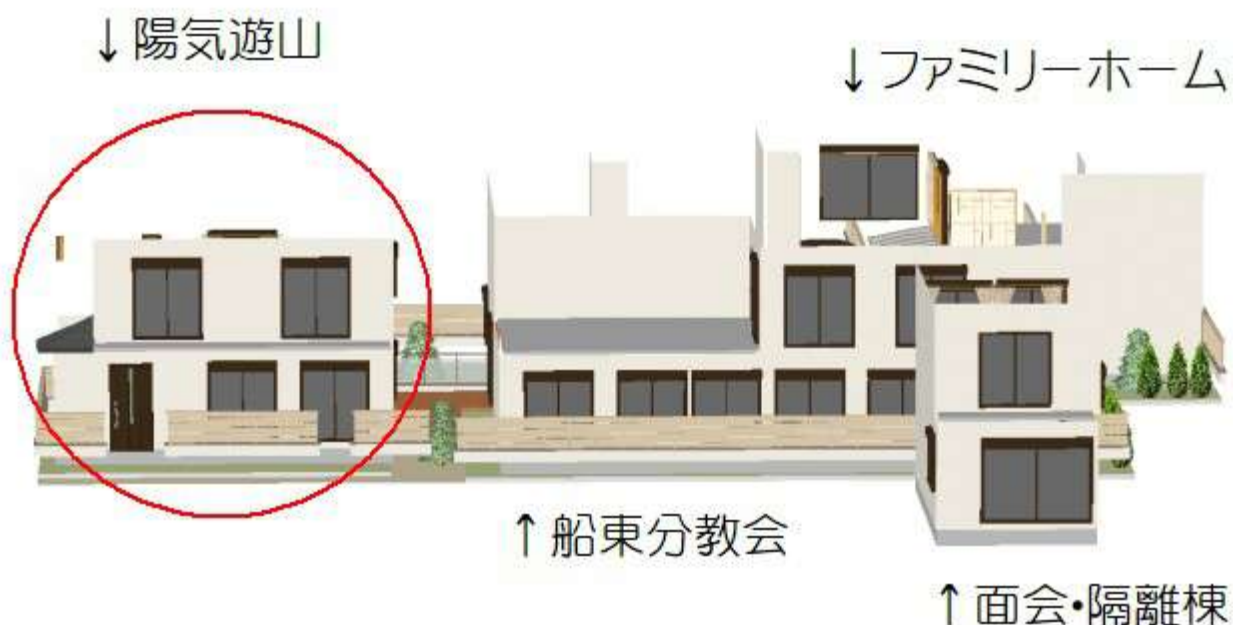 ↓陽気遊山
↓ファミリーホーム
↑船東分教会
↑面会・隔離棟